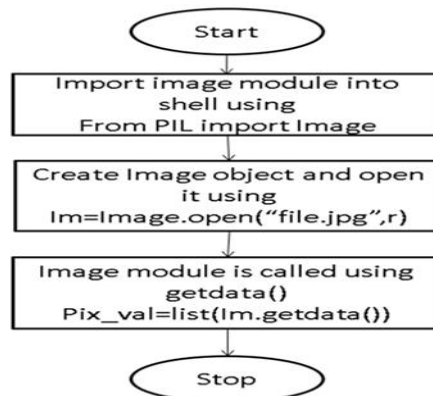 Start
Import image module into
shell using
From PIL import Image
Create Image object and open
it using
Im=Image.open(“file.jpg”,r)
Image module is called using
getdata()
Pix_val=list(Im.getdata())
Stop